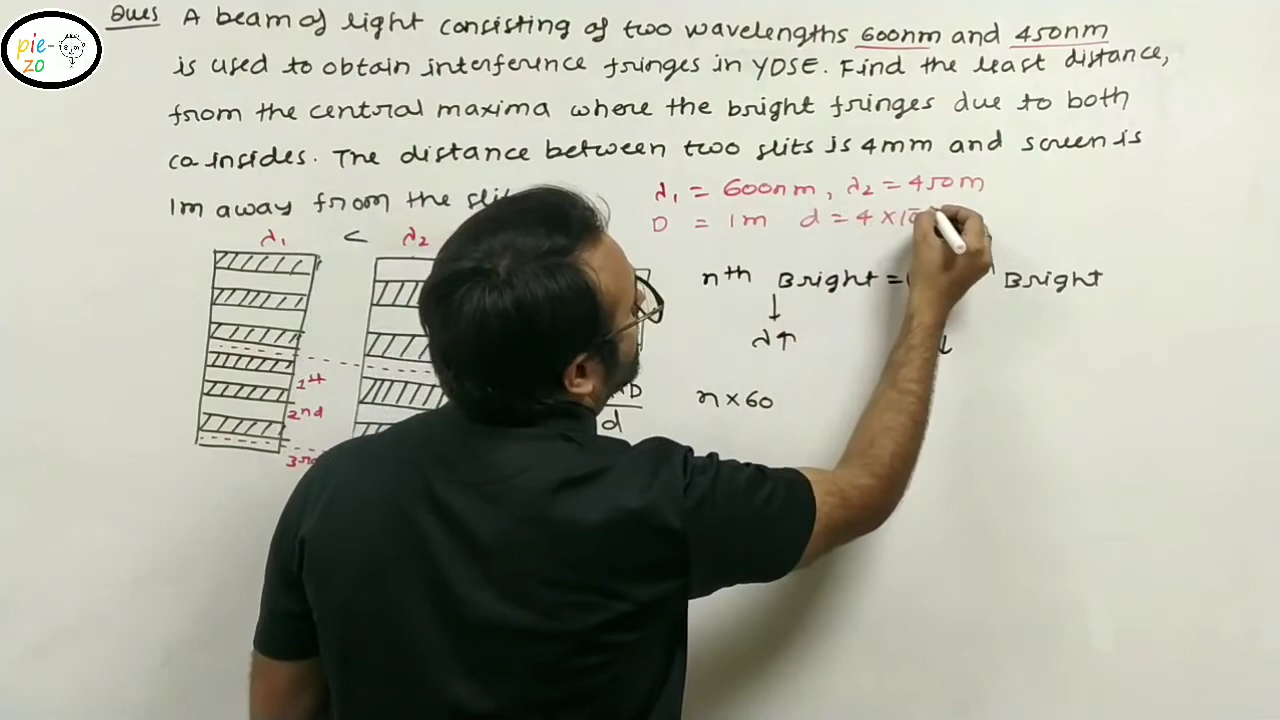 pie-
zo
Ques A beam of light consisting of two wavelengths 600nm and 450nm
is used to obtain interference fringes in YDSE. Find the least distance,
from the central maxima where the bright fringes due to both
coinsides. The distance between two slits is 4mm and screen is
1m away from the
λ1 = 600nm, λ2 = 450m
D = 1m d = 4 × 10
λ1 < λ2
nth Bright = Bright
↓ ↓
λ↑
1st
2nd
n × 60
D
d